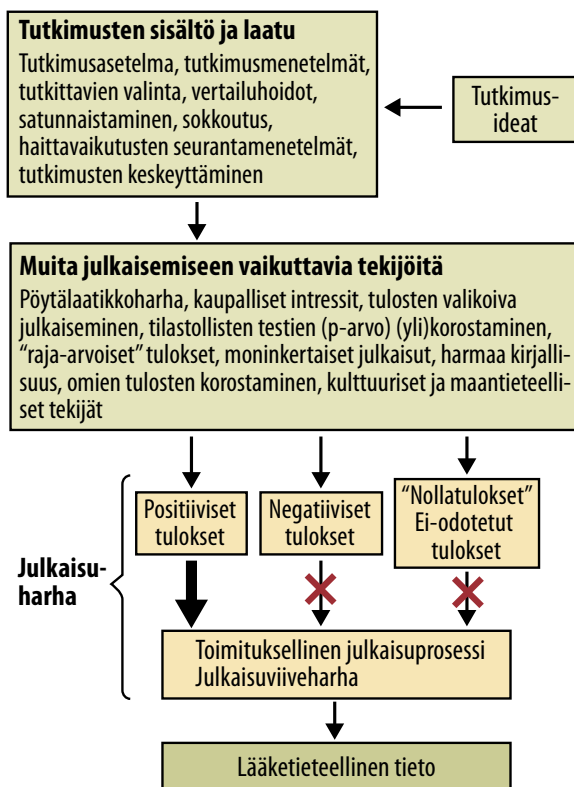 Tutkimusten sisältö ja laatu
Tutkimusasetelma, tutkimusmenetelmät,
tutkittavien valinta, vertailuhoidot,
satunnaistaminen, sokkoutus,
haittavaikutusten seurantamenetelmät,
tutkimusten keskeyttäminen
Tutkimus-
ideat
Muita julkaisemiseen vaikuttavia tekijöitä
Pöytälaatikkoharha, kaupalliset intressit, tulosten valikoiva
julkaiseminen, tilastollisten testien (p-arvo) (yli)korostaminen,
"raja-arvoiset" tulokset, moninkertaiset julkaisut, harmaa kirjalli-
suus, omien tulosten korostaminen, kulttuuriset ja maantieteelli-
set tekijät
Positiiviset
tulokset
Negatiiviset
tulokset
"Nollatulokset"
Ei-odotetut
tulokset
Julkaisu-
harha
Toimituksellinen julkaisuprosessi
Julkaisuviiveharha
Lääketieteellinen tieto